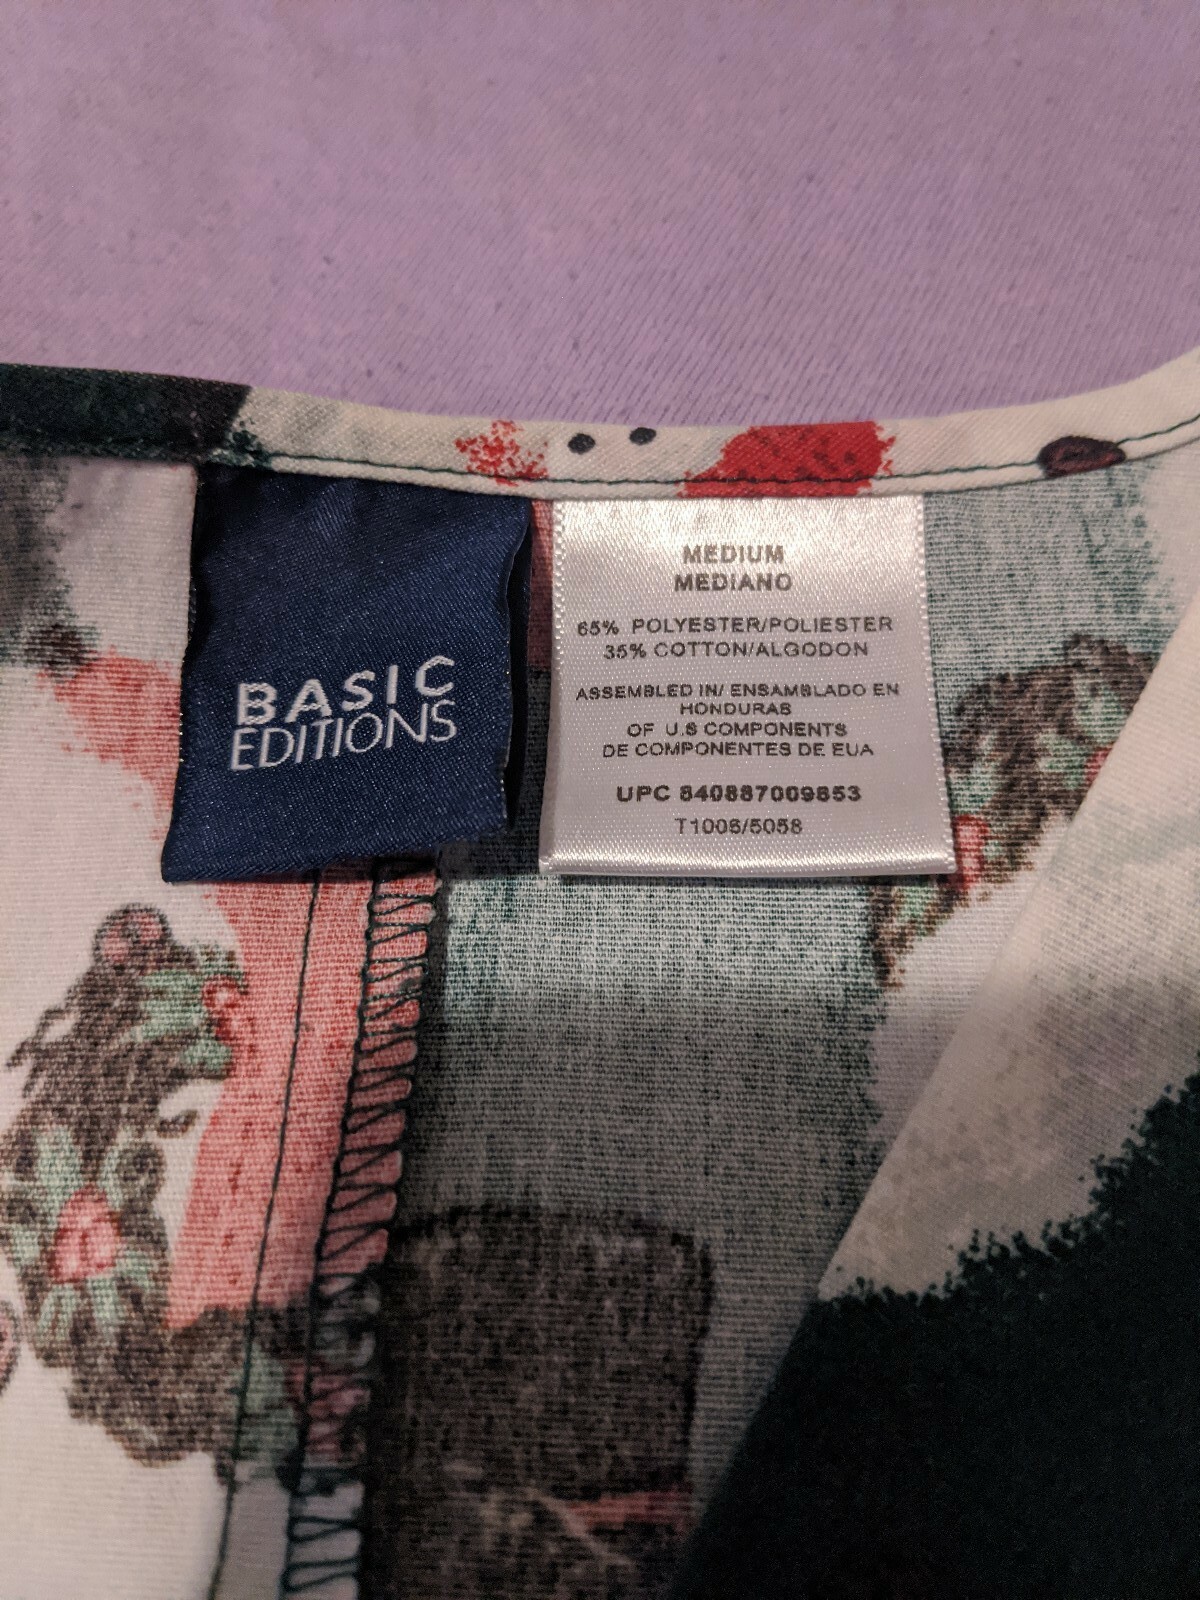 BASIC
EDITIONS
MEDIUM
MEDIANO
65% POLYESTER/POLIESTER
35% COTTON/ALGODON
ASSEMBLED IN/ ENSAMBLADO EN
HONDURAS
OF U.S COMPONENTS
DE COMPONENTES DE EUA
UPC 840887009853
T1006/5058